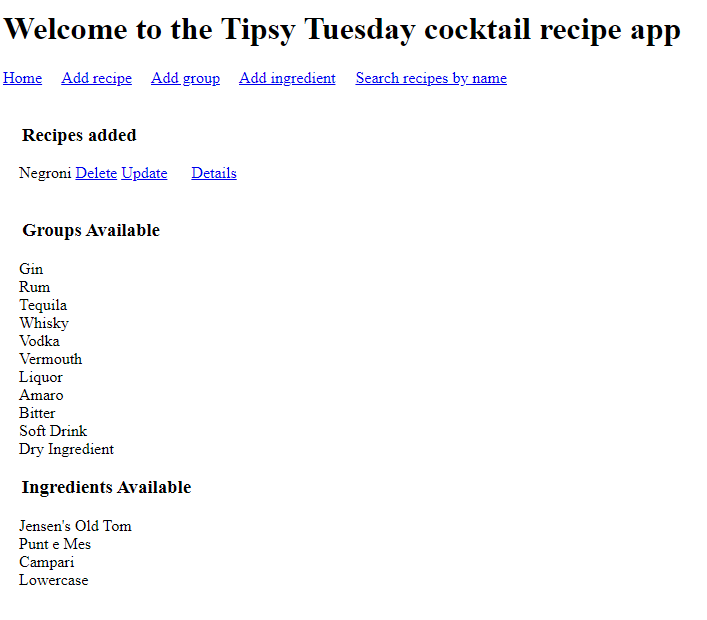 Welcome to the Tipsy Tuesday cocktail recipe app
Home Add recipe Add group Add ingredient Search recipes by name
Recipes added
Negroni Delete Update Details
Groups Available
Gin
Rum
Tequila
Whisky
Vodka
Vermouth
Liquor
Amaro
Bitter
Soft Drink
Dry Ingredient
Ingredients Available
Jensen's Old Tom
Punt e Mes
Campari
Lowercase